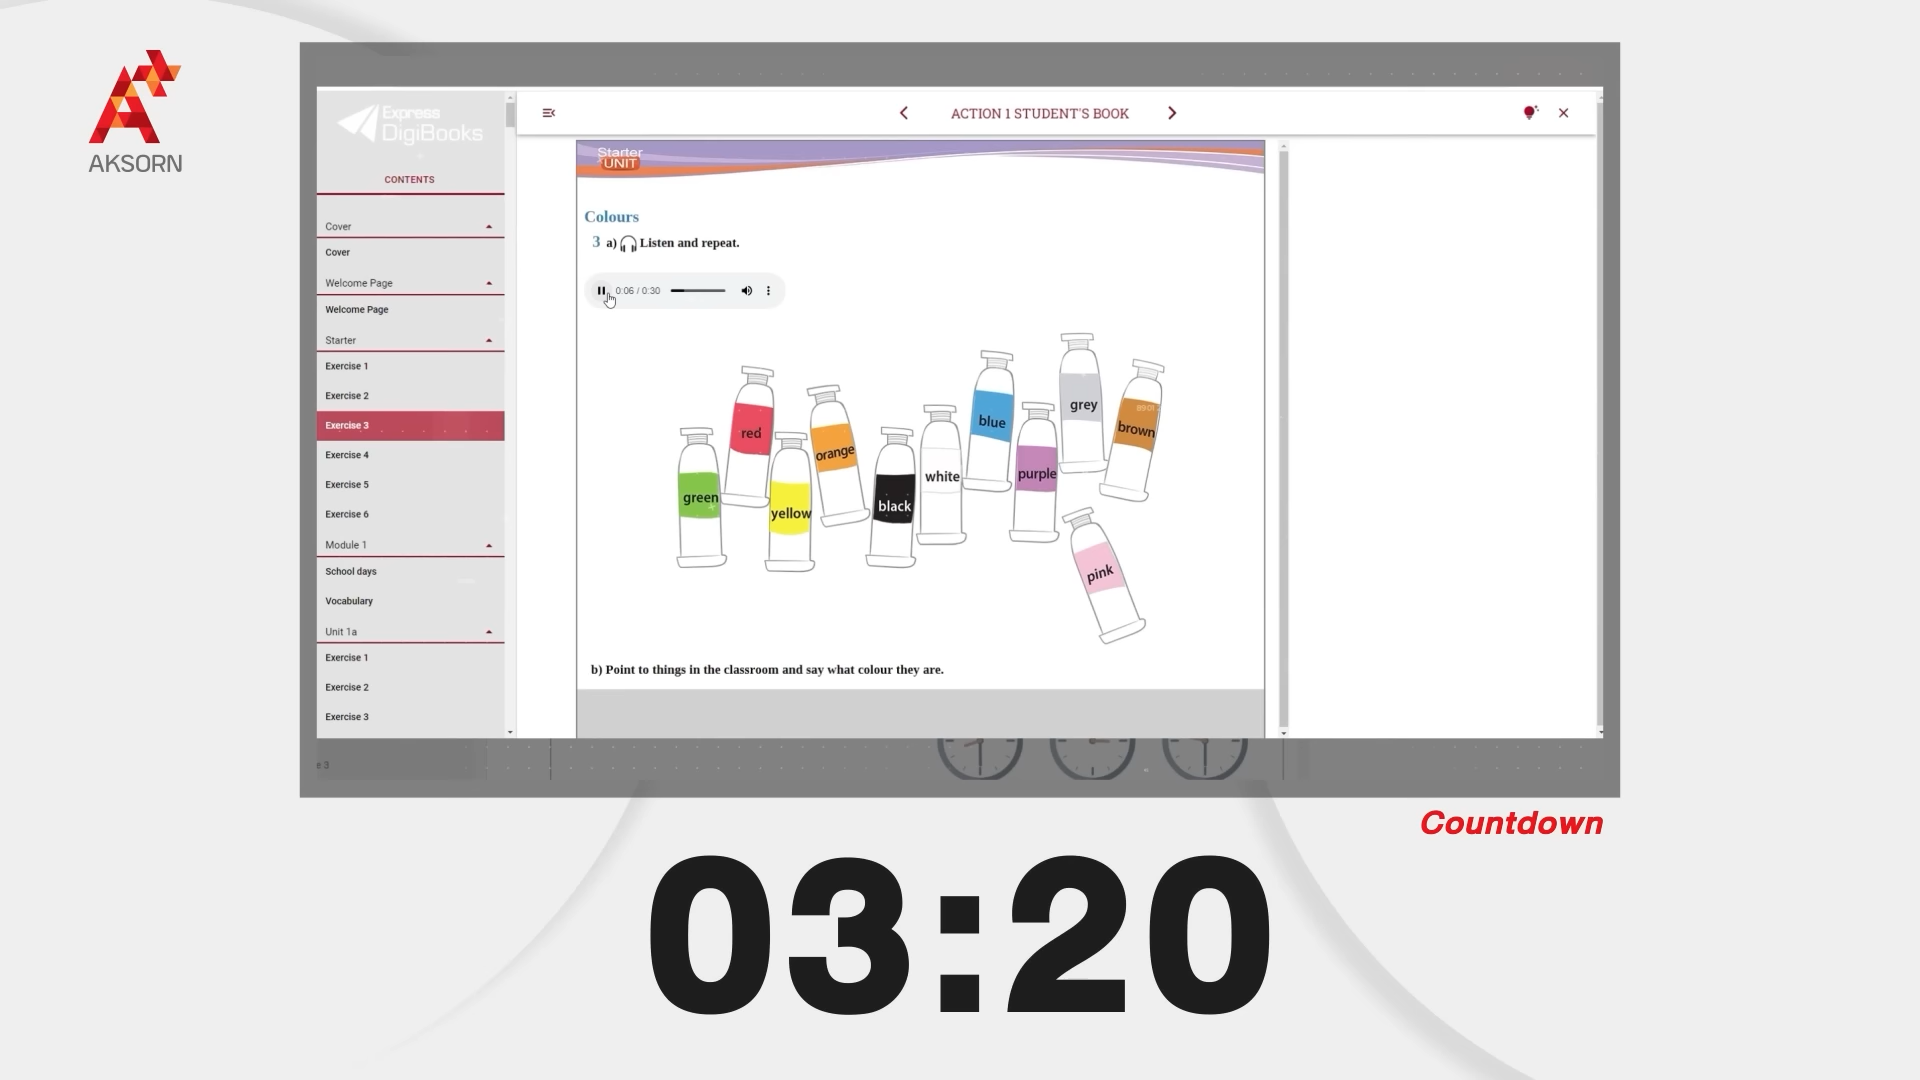 AKSORN
Express
DigiBooks
CONTENTS
Cover
Cover
Welcome Page
Welcome Page
Starter
Exercise 1
Exercise 2
Exercise 3
Exercise 4
Exercise 5
Exercise 6
Module 1
School days
Vocabulary
Unit 1a
Exercise 1
Exercise 2
Exercise 3
ACTION 1 STUDENT'S BOOK
Starter
UNIT
Colours
3 a) Listen and repeat.
0:06 / 0:30
green
red
yellow
orange
black
white
blue
purple
grey
brown
pink
b) Point to things in the classroom and say what colour they are.
e 3
Countdown
03:20